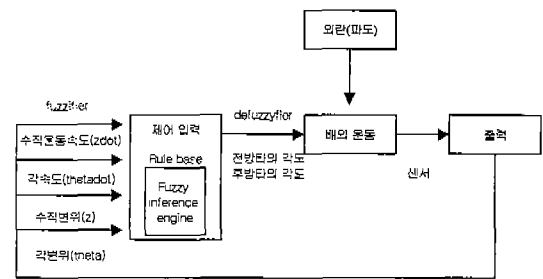 외란(파도)
fuzzifier
제어 입력
defuzzyfior
배의 운동
출력
수직운동속도(zdot)
Rule base
전방타의 각도
후방타의 각도
센서
각속도(thetadot)
Fuzzy
inference
engine
수직변위(z)
각변위(theta)